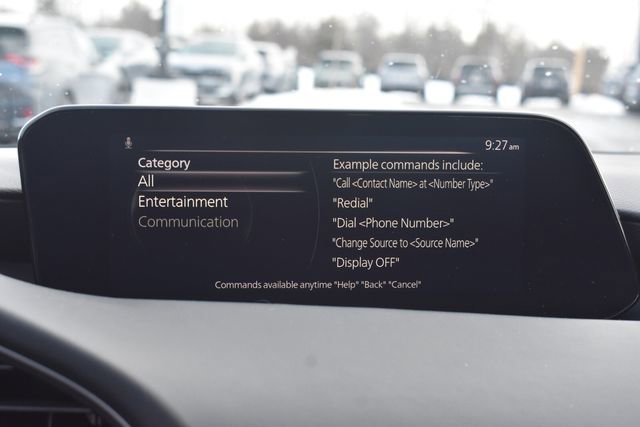 9:27 am
Category
All
Entertainment
Communication
Example commands include:
"Call <Contact Name> at <Number Type>"
"Redial"
"Dial <Phone Number>"
"Change Source to <Source Name>"
"Display OFF"
Commands available anytime "Help" "Back" "Cancel"